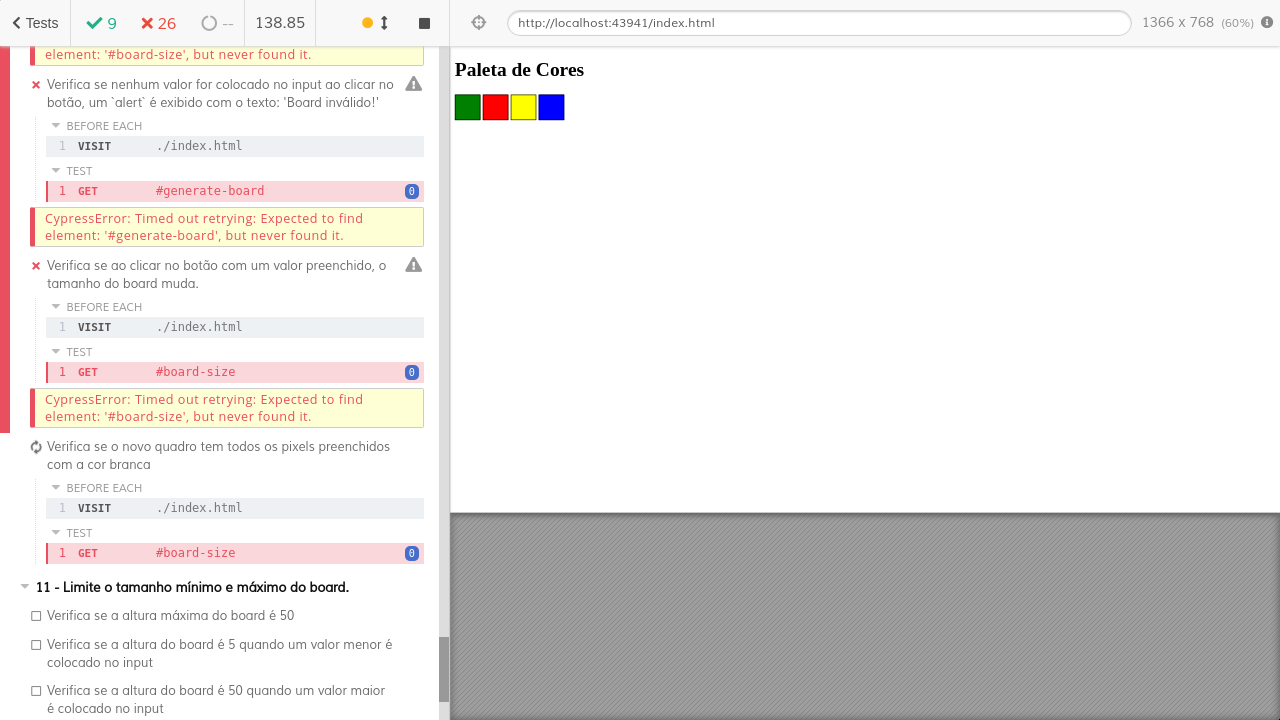 Tests
9
26
--
138.85
http://localhost:43941/index.html
1366 x 768 (60%)
element: '#board-size', but never found it.
Verifica se nenhum valor for colocado no input ao clicar no
botão, um `alert` é exibido com o texto: 'Board inválido!'
BEFORE EACH
1 VISIT ./index.html
TEST
1 GET #generate-board 0
CypressError: Timed out retrying: Expected to find
element: '#generate-board', but never found it.
Verifica se ao clicar no botão com um valor preenchido, o
tamanho do board muda.
BEFORE EACH
1 VISIT ./index.html
TEST
1 GET #board-size 0
CypressError: Timed out retrying: Expected to find
element: '#board-size', but never found it.
Verifica se o novo quadro tem todos os pixels preenchidos
com a cor branca
BEFORE EACH
1 VISIT ./index.html
TEST
1 GET #board-size 0
11 - Limite o tamanho mínimo e máximo do board.
Verifica se a altura máxima do board é 50
Verifica se a altura do board é 5 quando um valor menor é
colocado no input
Verifica se a altura do board é 50 quando um valor maior
é colocado no input
Paleta de Cores